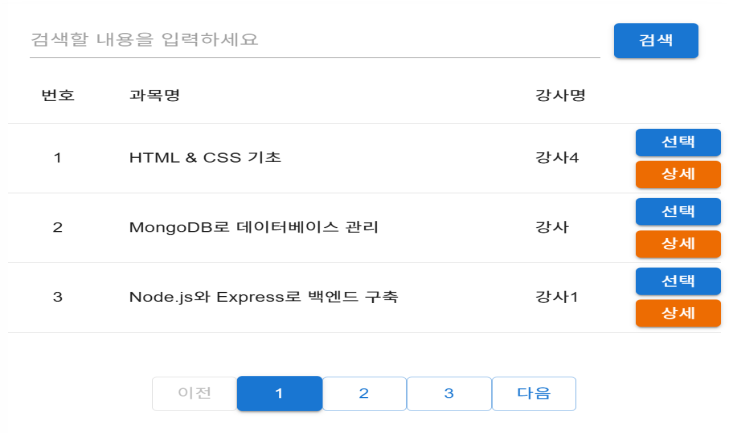 검색할 내용을 입력하세요 검색
번호 과목명 강사명
1 HTML & CSS 기초 강사4 선택
상세
2 MongoDB로 데이터베이스 관리 강사 선택
상세
3 Node.js와 Express로 백엔드 구축 강사1 선택
상세
이전 1 2 3 다음